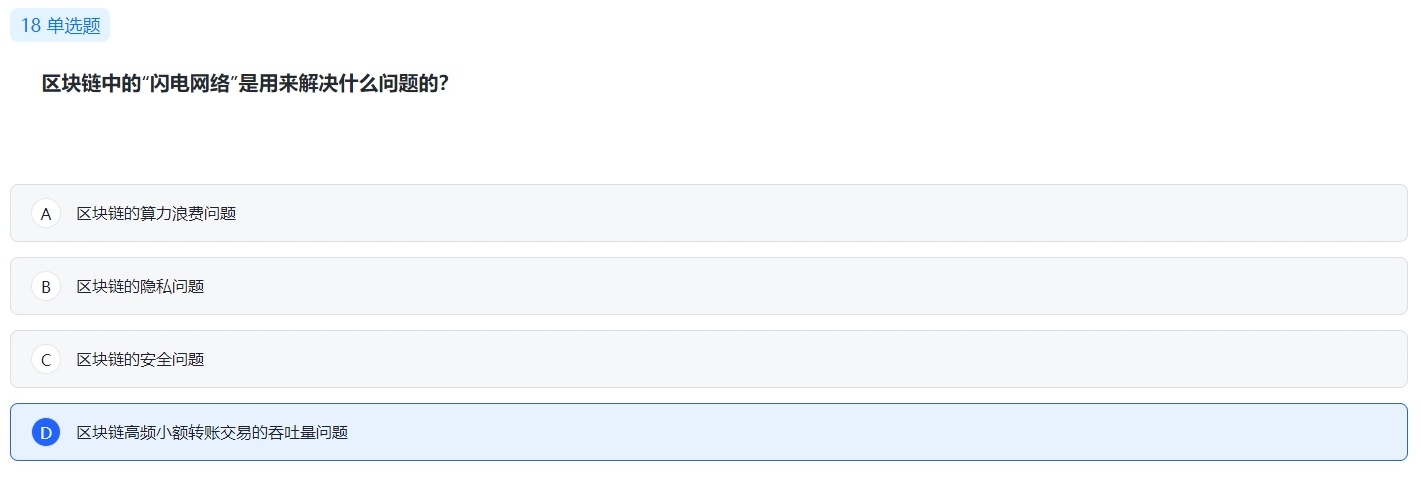 18 单选题
区块链中的“闪电网络”是用来解决什么问题的?
A 区块链的算力浪费问题
B 区块链的隐私问题
C 区块链的安全问题
D 区块链高频小额转账交易的吞吐量问题